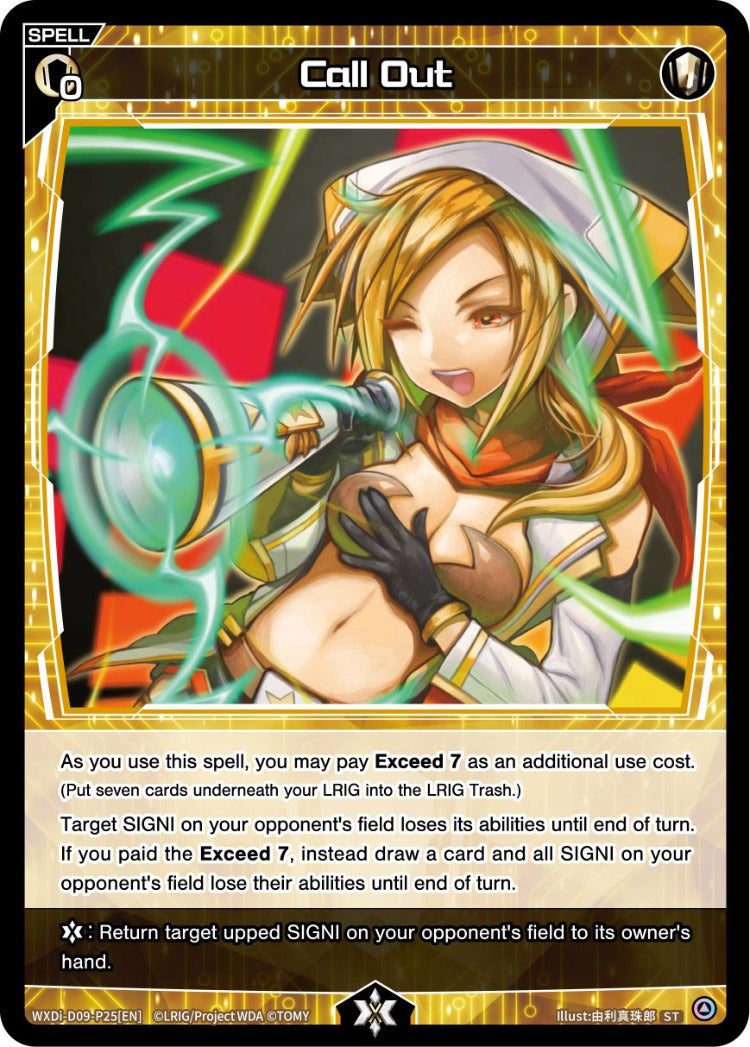 SPELL
0
Call Out
As you use this spell, you may pay Exceed 7 as an additional use cost.
(Put seven cards underneath your LRIG into the LRIG Trash.)
Target SIGNI on your opponent's field loses its abilities until end of turn.
If you paid the Exceed 7, instead draw a card and all SIGNI on your
opponent's field lose their abilities until end of turn.
: Return target upped SIGNI on your opponent's field to its owner's
hand.
WXDi-D09-P25[EN] ©LRIG/Project WDA ©TOMY
Illust:由利真珠郎 ST